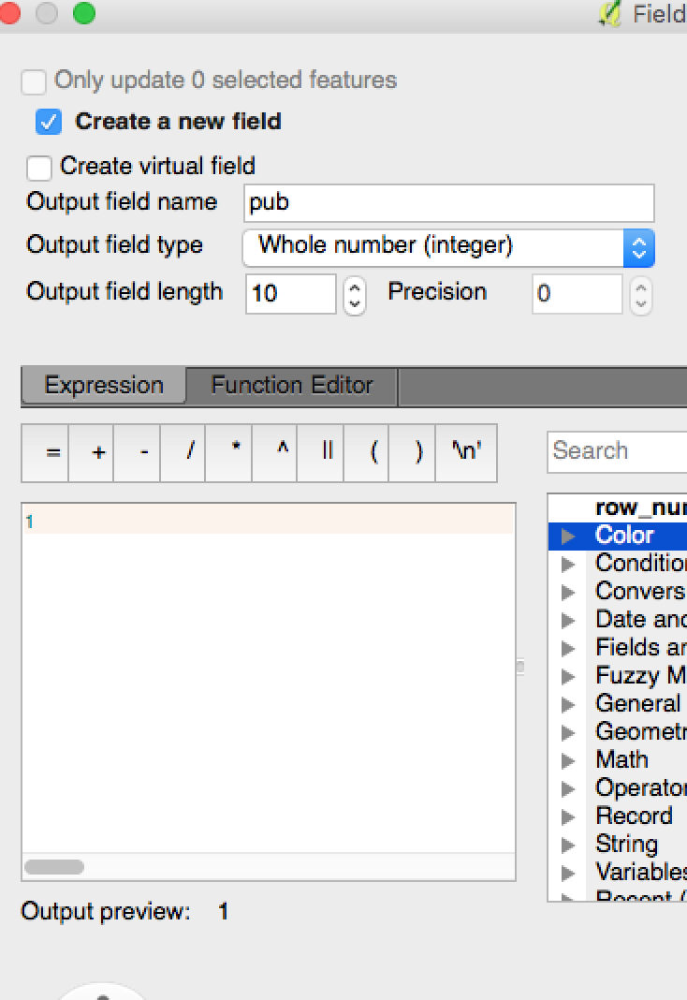 Field
Only update 0 selected features
Create a new field
Create virtual field
Output field name pub
Output field type Whole number (integer)
Output field length 10 Precision 0
Expression Function Editor
= + - / * ^ || ( ) '\n'
Search
1
row_nu
Color
Conditio
Convers
Date and
Fields ar
Fuzzy M
General
Geometr
Math
Operator
Record
String
Variables
Recent (
Output preview: 1